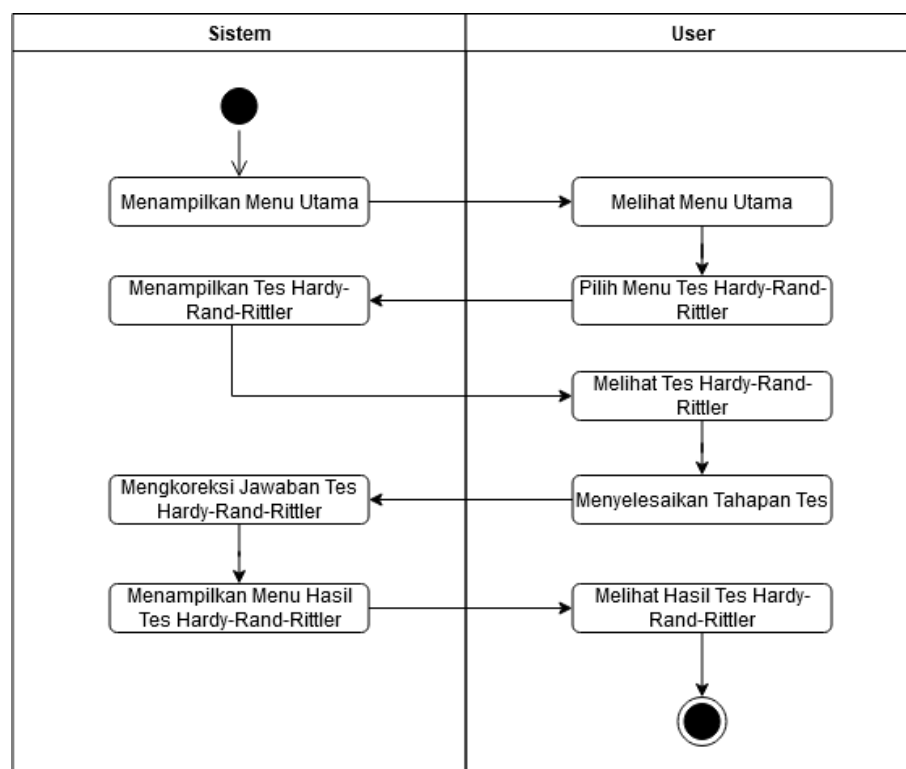 Sistem
User
Menampilkan Menu Utama
Melihat Menu Utama
Menampilkan Tes Hardy-
Rand-Rittler
Pilih Menu Tes Hardy-Rand-
Rittler
Melihat Tes Hardy-Rand-
Rittler
Mengkoreksi Jawaban Tes
Hardy-Rand-Rittler
Menyelesaikan Tahapan Tes
Menampilkan Menu Hasil
Tes Hardy-Rand-Rittler
Melihat Hasil Tes Hardy-
Rand-Rittler